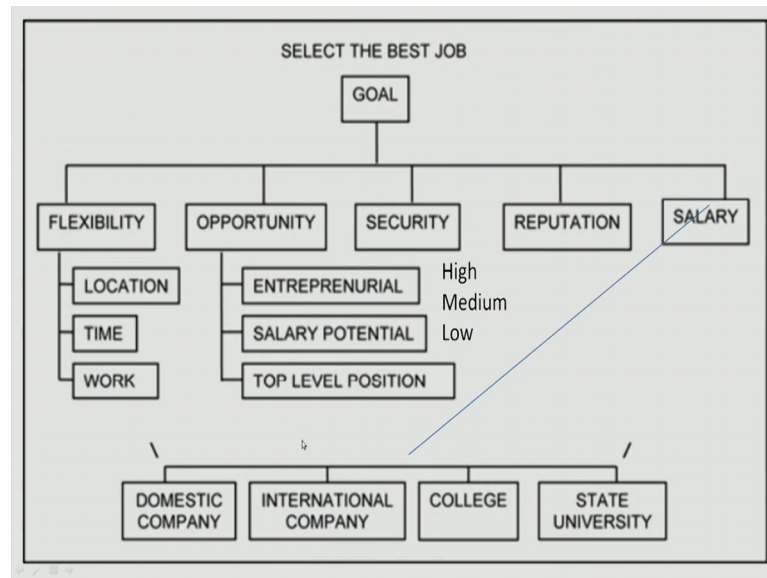 SELECT THE BEST JOB
GOAL
FLEXIBILITY
OPPORTUNITY
SECURITY
REPUTATION
SALARY
LOCATION
TIME
WORK
ENTREPRENURIAL
SALARY POTENTIAL
TOP LEVEL POSITION
High
Medium
Low
DOMESTIC
COMPANY
INTERNATIONAL
COMPANY
COLLEGE
STATE
UNIVERSITY